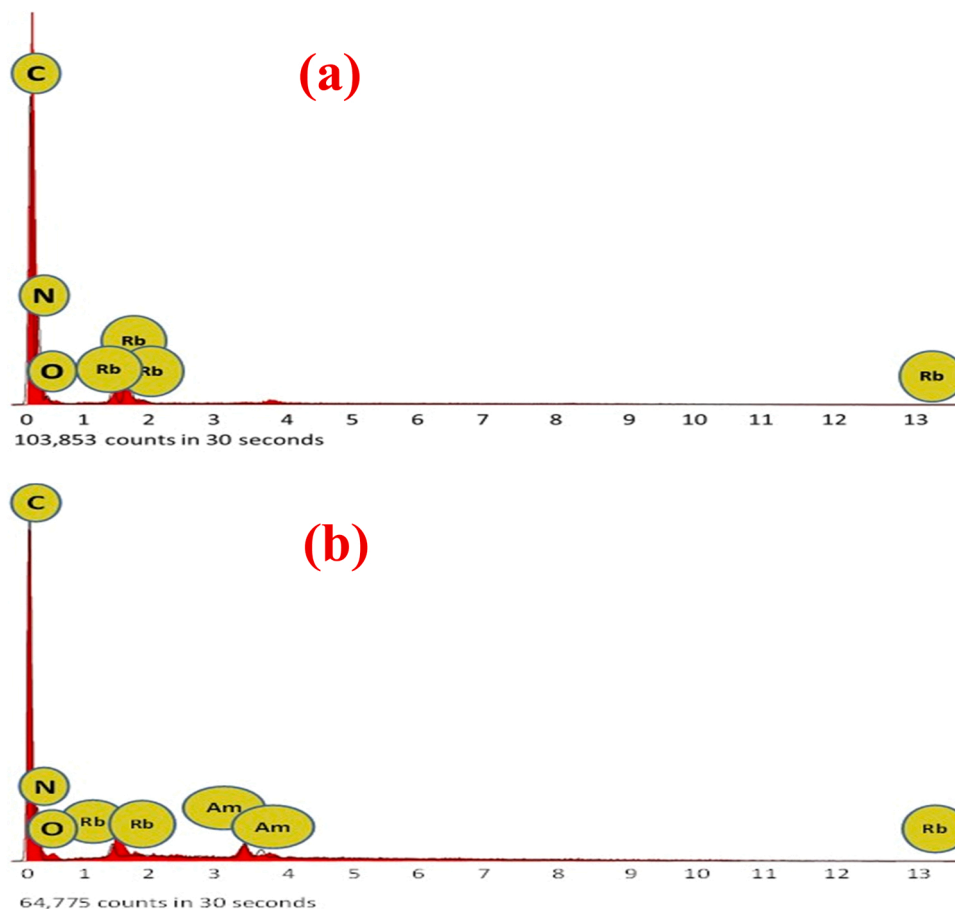 (a)
C
N
O
Rb
Rb
Rb
Rb
0 1 2 3 4 5 6 7 8 9 10 11 12 13
103,853 counts in 30 seconds
(b)
C
N
O
Rb
Rb
Am
Am
Rb
0 1 2 3 4 5 6 7 8 9 10 11 12 13
64,775 counts in 30 seconds